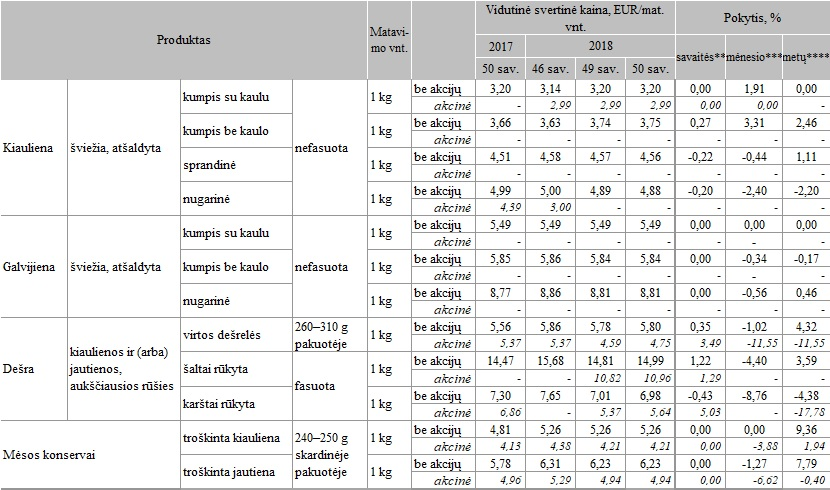 Produktas Matavi-mo vnt. Vidutinė svertinė kaina, EUR/mat. vnt. Pokytis, %
2017 2018 savaitės** mėnesio*** metų****
50 sav. 46 sav. 49 sav. 50 sav.
Kiauliena šviežia, atšaldyta kumpis su kaulu nefasuota 1 kg be akcijų 3,20 3,14 3,20 3,20 0,00 1,91 0,00
akcinė - 2,99 2,99 2,99 0,00 0,00 -
kumpis be kaulo 1 kg be akcijų 3,66 3,63 3,74 3,75 0,27 3,31 2,46
akcinė - - - - - - -
sprandinė 1 kg be akcijų 4,51 4,58 4,57 4,56 -0,22 -0,44 1,11
akcinė - - - - - - -
nugarinė 1 kg be akcijų 4,99 5,00 4,89 4,88 -0,20 -2,40 -2,20
akcinė 4,39 3,00 - - - - -
Galvijiena šviežia, atšaldyta kumpis su kaulu nefasuota 1 kg be akcijų 5,49 5,49 5,49 5,49 0,00 0,00 0,00
akcinė - - - - - - -
kumpis be kaulo 1 kg be akcijų 5,85 5,86 5,84 5,84 0,00 -0,34 -0,17
akcinė - - - - - - -
nugarinė 1 kg be akcijų 8,77 8,86 8,81 8,81 0,00 -0,56 0,46
akcinė - - - - - - -
Dešra kiaulienos ir (arba) jautienos, aukščiausios rūšies virtos dešrelės 260–310 g pakuotėje 1 kg be akcijų 5,56 5,86 5,78 5,80 0,35 -1,02 4,32
akcinė 5,37 5,37 4,59 4,75 3,49 -11,55 -11,55
šaltai rūkyta fasuota 1 kg be akcijų 14,47 15,68 14,81 14,99 1,22 -4,40 3,59
akcinė - - 10,82 10,96 1,29 - -
karštai rūkyta 1 kg be akcijų 7,30 7,65 7,01 6,98 -0,43 -8,76 -4,38
akcinė 6,86 - 5,37 5,64 5,03 - -17,78
Mėsos konservai troškinta kiauliena 240–250 g skardinėje pakuotėje 1 kg be akcijų 4,81 5,26 5,26 5,26 0,00 0,00 9,36
akcinė 4,13 4,38 4,21 4,21 0,00 -3,88 1,94
troškinta jautiena 1 kg be akcijų 5,78 6,31 6,23 6,23 0,00 -1,27 7,79
akcinė 4,96 5,29 4,94 4,94 0,00 -6,62 -0,40